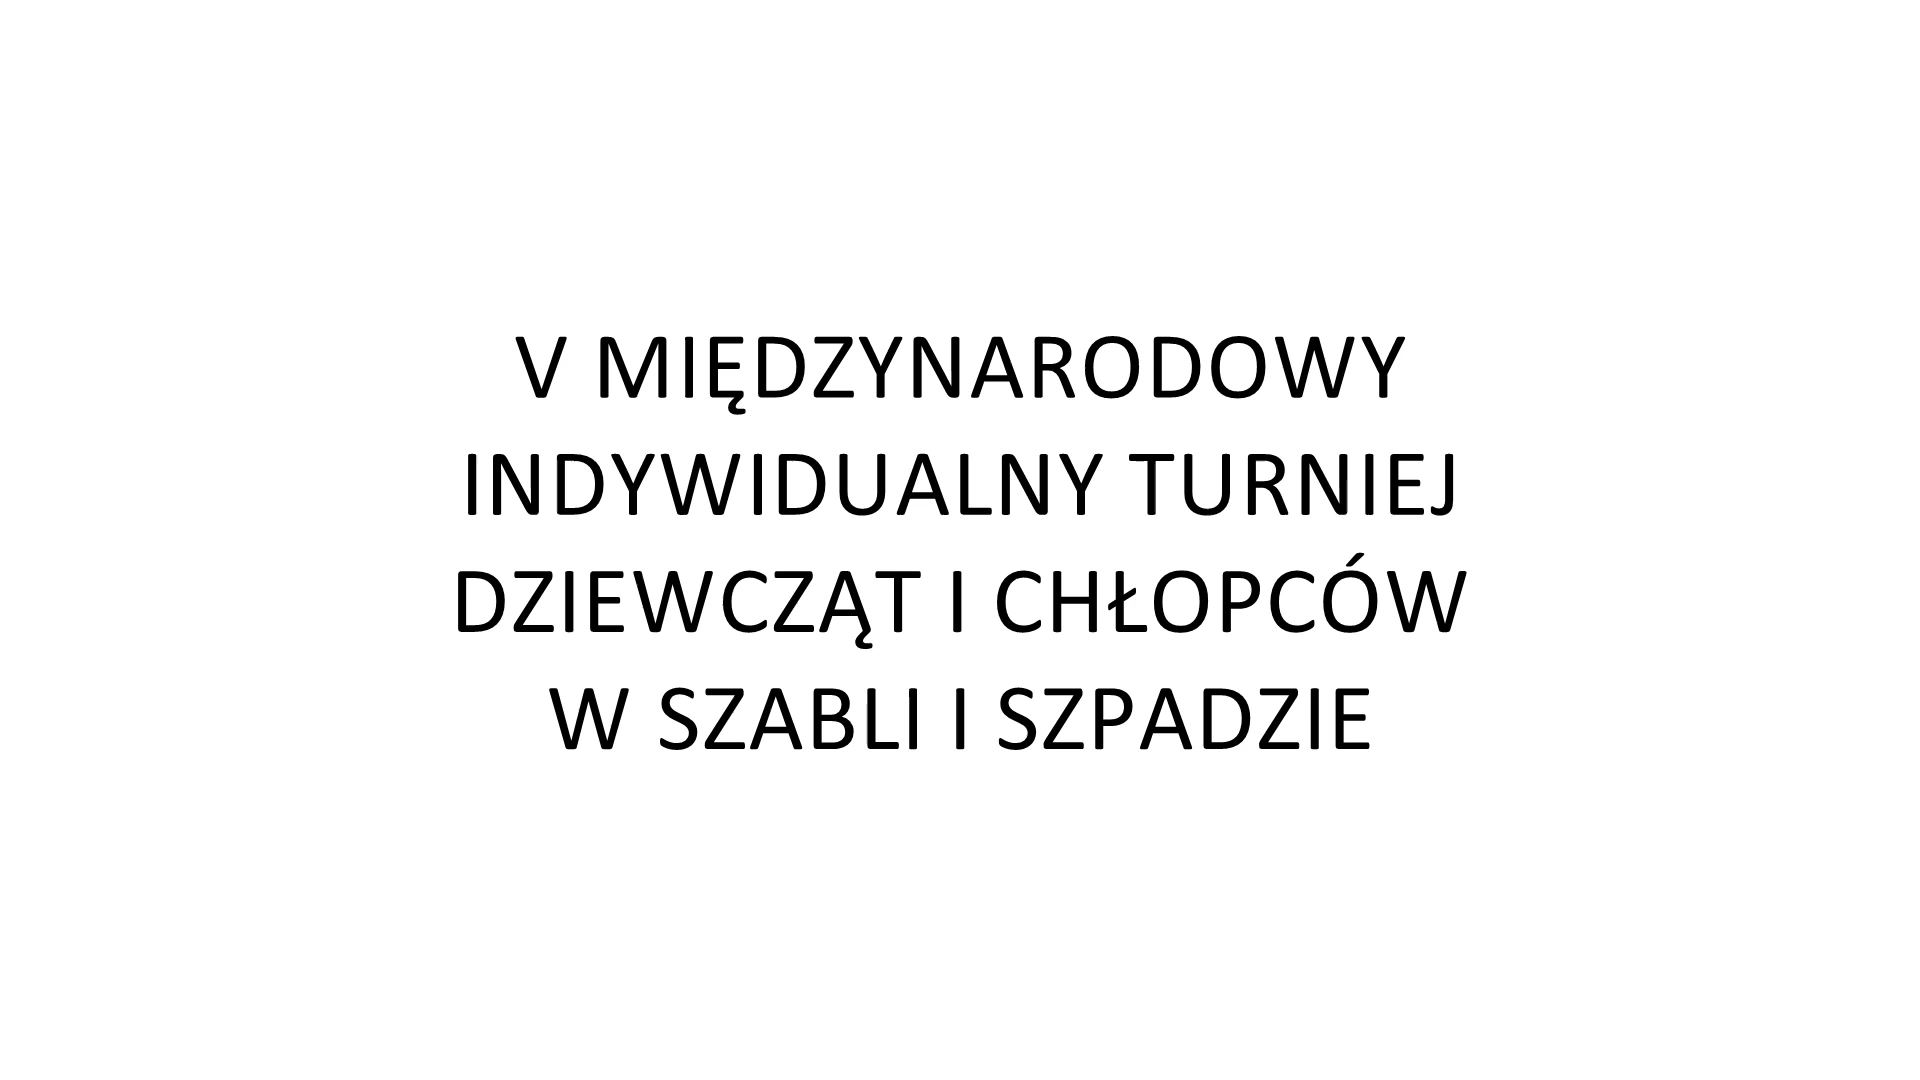 V MIĘDZYNARODOWY
INDYWIDUALNY TURNIEJ
DZIEWCZĄT I CHŁOPCÓW
W SZABLI I SZPADZIE